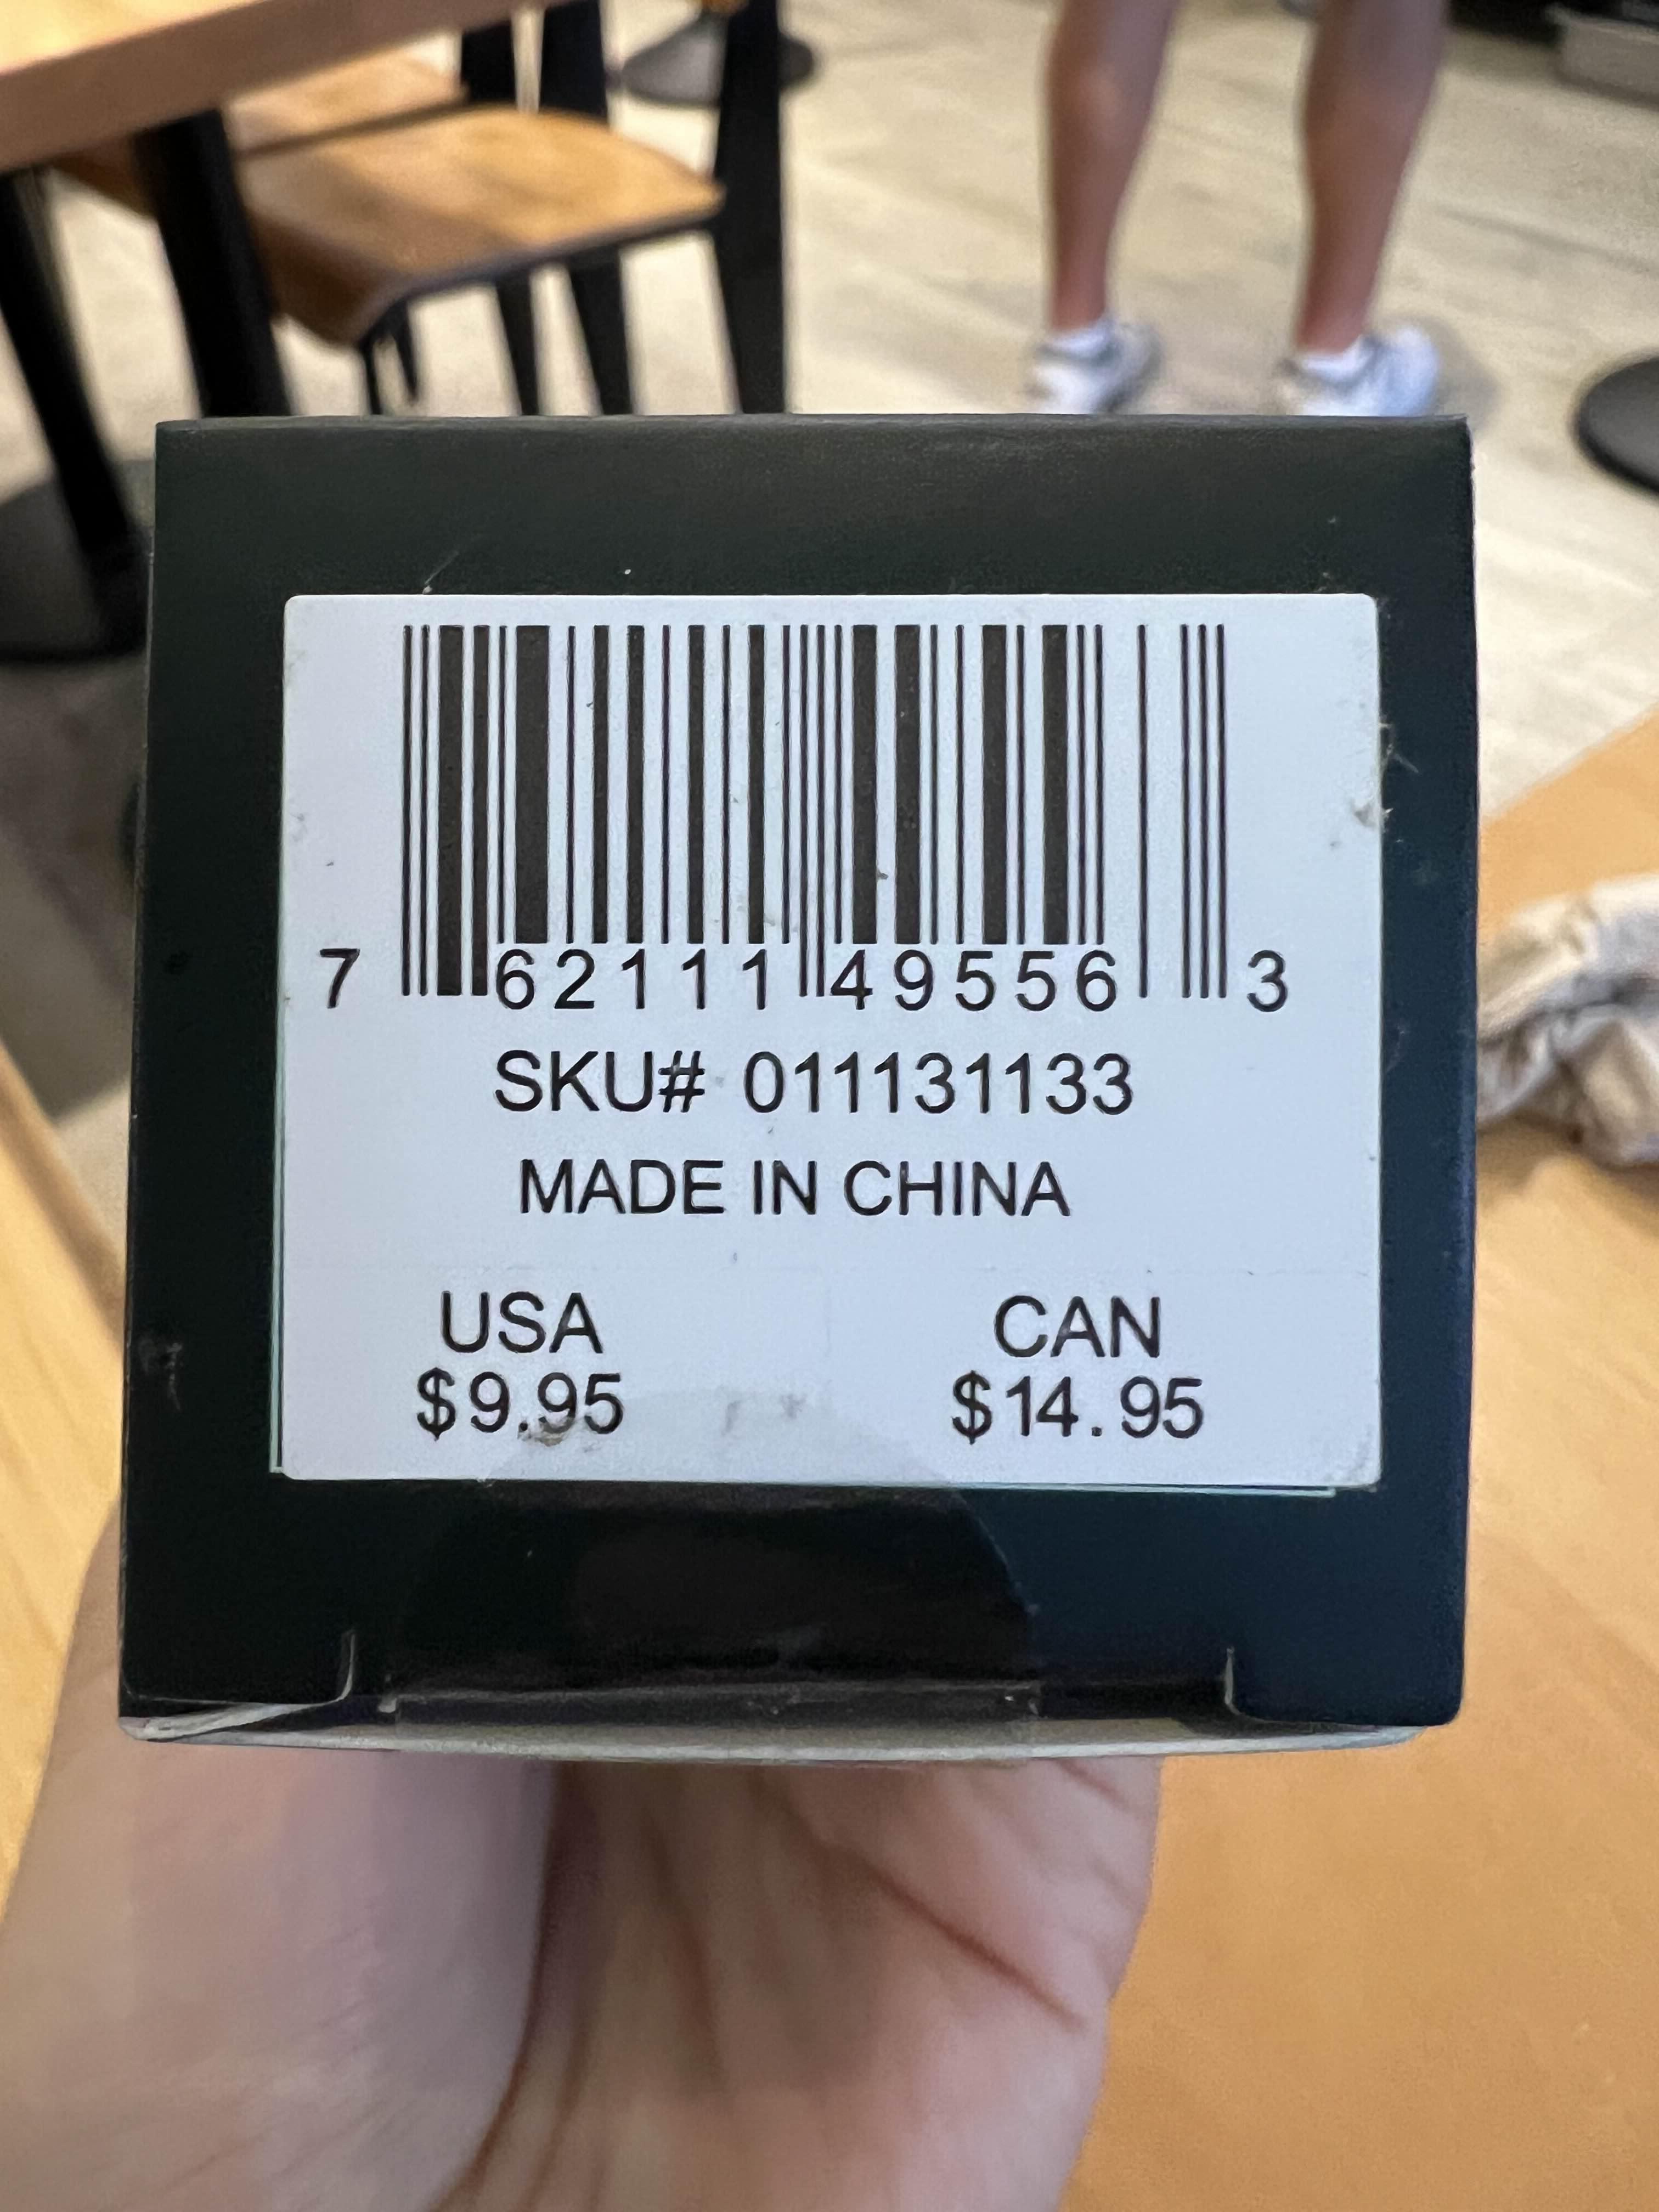 7 62111 49556 3
SKU# 011131133
MADE IN CHINA
USA CAN
$9.95 $14.95